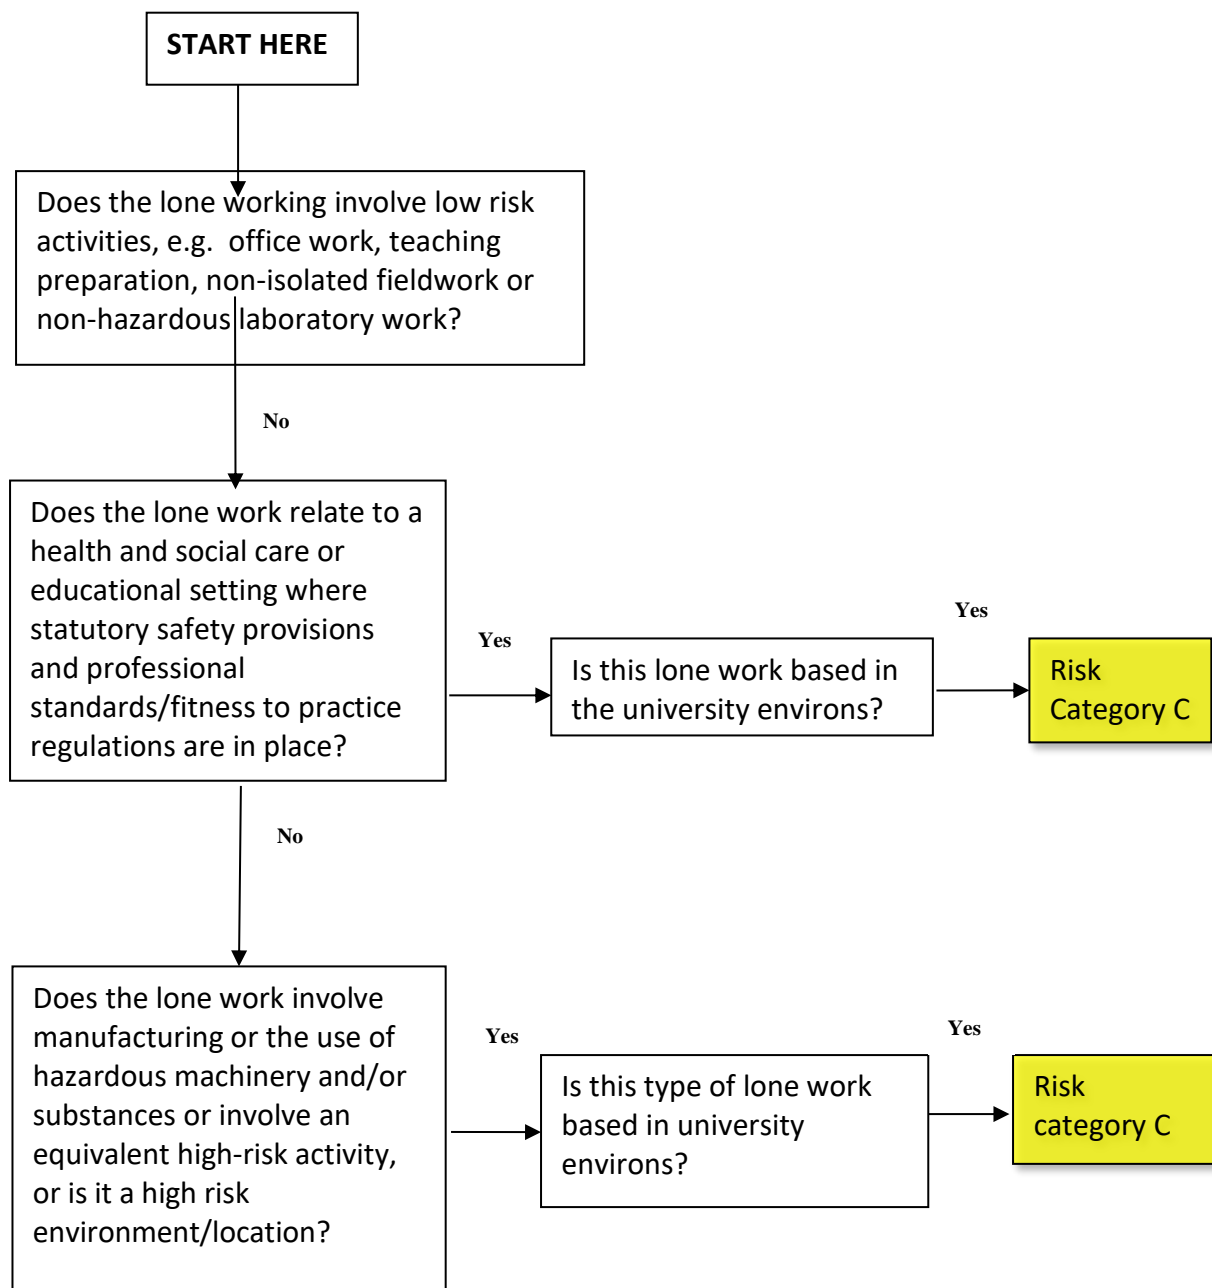 START HERE
Does the lone working involve low risk
activities, e.g. office work, teaching
preparation, non-isolated fieldwork or
non-hazardous laboratory work?
No
Does the lone work relate to a
health and social care or
educational setting where
statutory safety provisions
and professional
standards/fitness to practice
regulations are in place?
Yes
Is this lone work based in
the university environs?
Yes
Risk
Category C
No
Does the lone work involve
manufacturing or the use of
hazardous machinery and/or
substances or involve an
equivalent high-risk activity,
or is it a high risk
environment/location?
Yes
Is this type of lone work
based in university
environs?
Yes
Risk
category C